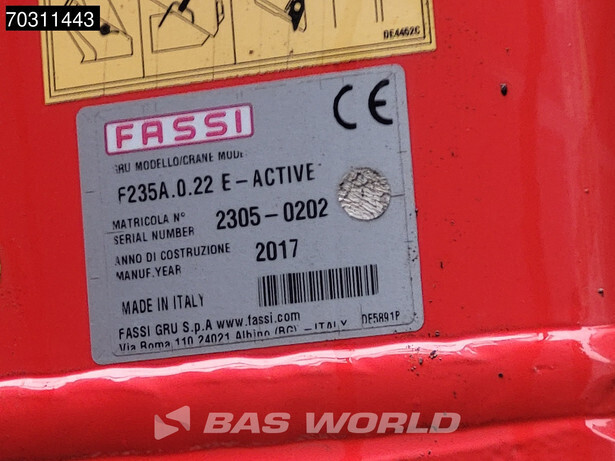 70311443
DE4402C
FASSI
CE
GRU MODELLO/CRANE MODEL
F235A.0.22 E-ACTIVE
MATRICOLA N°
SERIAL NUMBER
2305-0202
ANNO DI COSTRUZIONE
MANUF.YEAR
2017
MADE IN ITALY
FASSI GRU S.p.A www.fassi.com
DE5891P
Via Roma 110 24021 Albino (BG) - ITALY
BAS WORLD